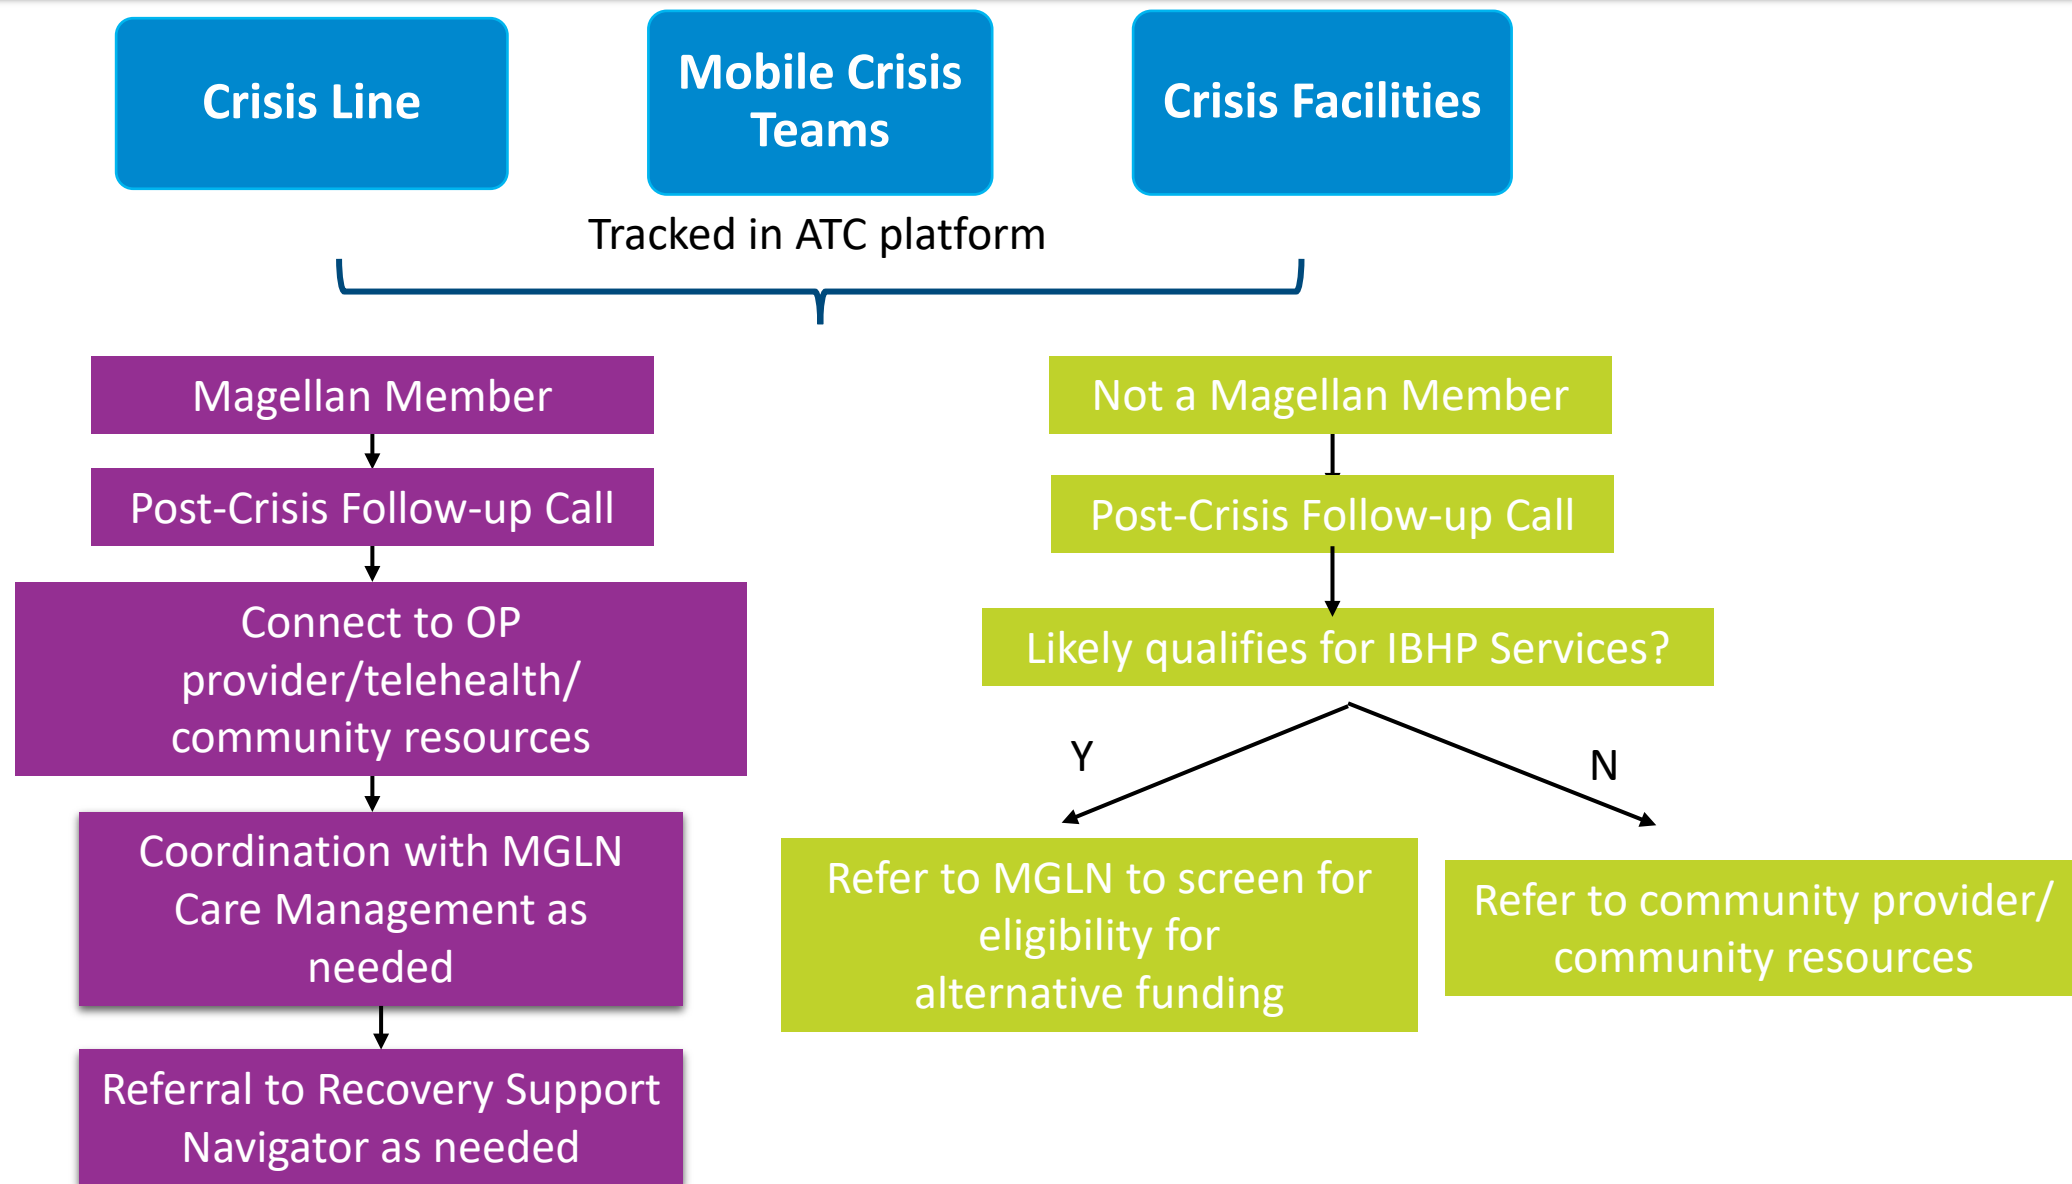 Crisis Line
Mobile Crisis
Teams
Crisis Facilities
Tracked in ATC platform
Magellan Member
Post-Crisis Follow-up Call
Connect to OP
provider/telehealth/
community resources
Coordination with MGLN
Care Management as
needed
Referral to Recovery Support
Navigator as needed
Not a Magellan Member
Post-Crisis Follow-up Call
Likely qualifies for IBHP Services?
Y
N
Refer to MGLN to screen for
eligibility for
alternative funding
Refer to community provider/
community resources